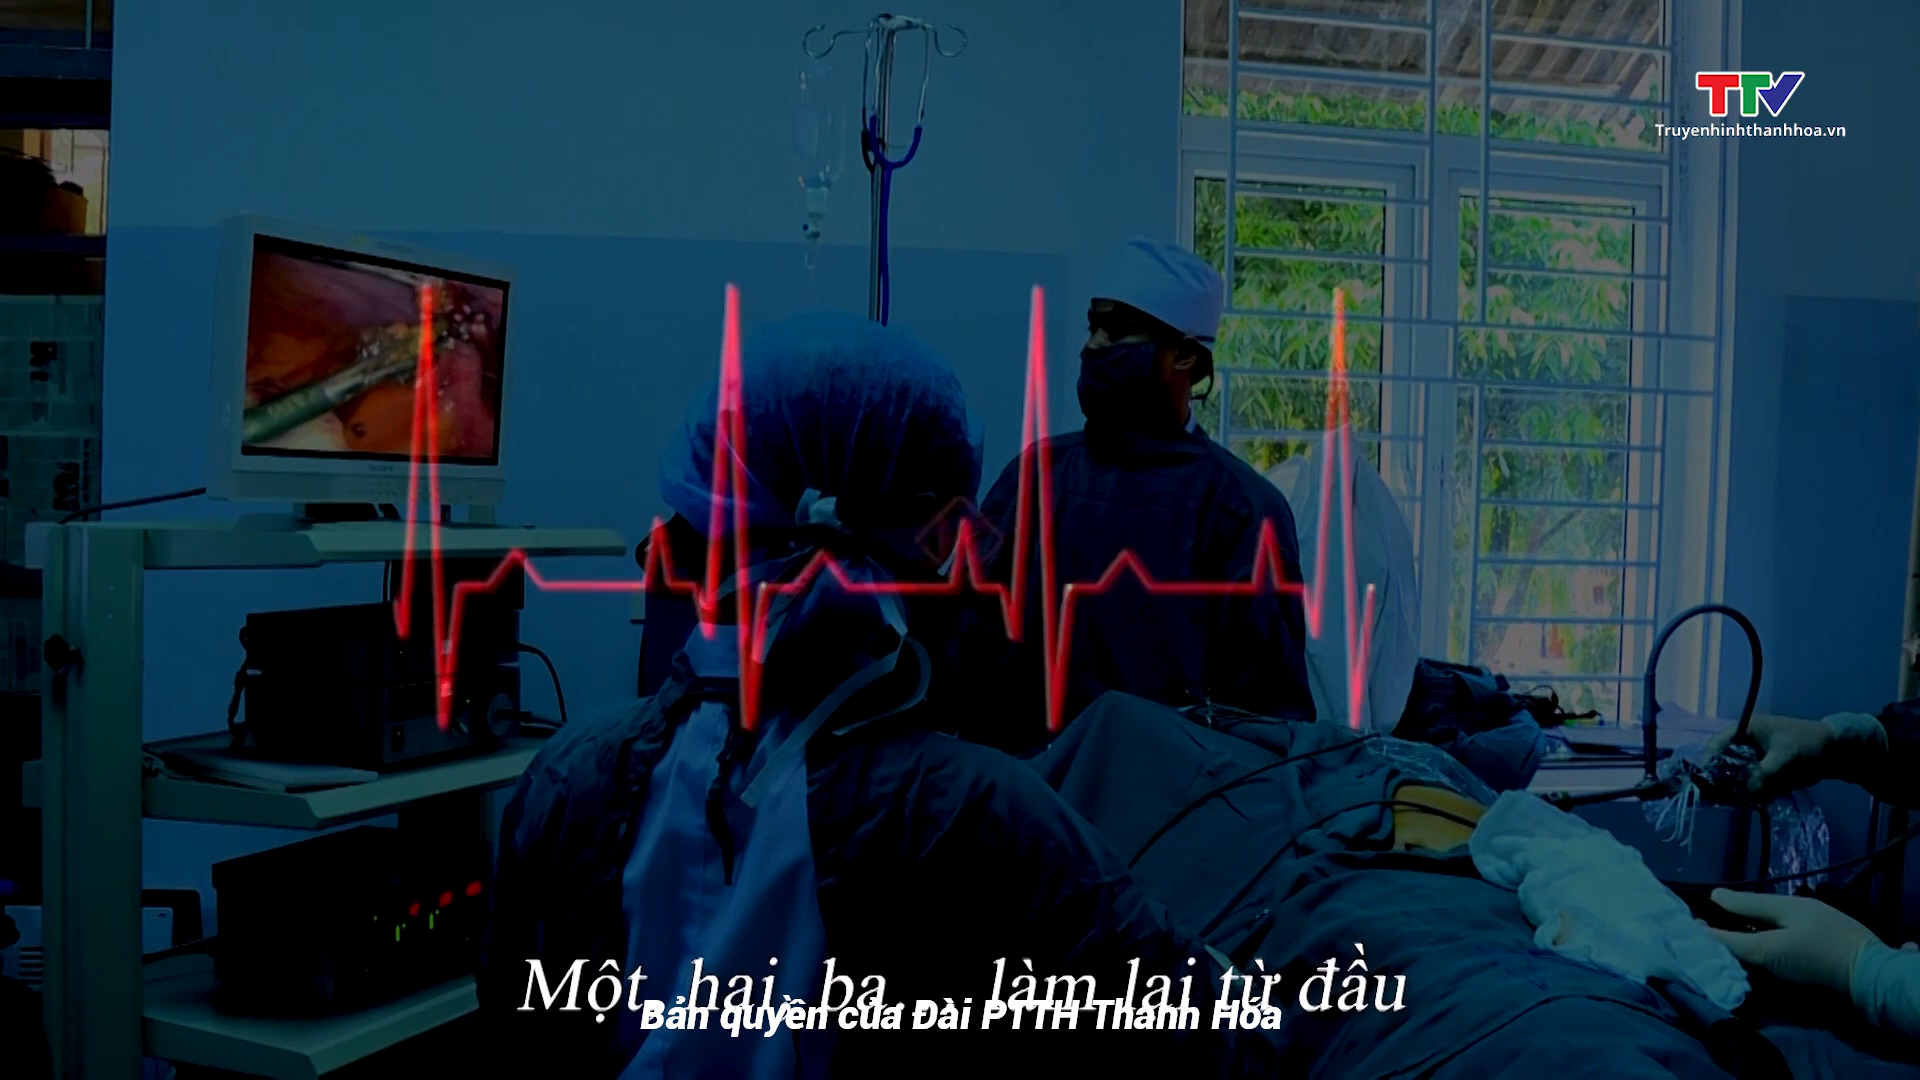 TTV
Truyenhinhthanhhoa.vn
Một, hai, ba... làm lại từ đầu
Bản quyền của Đài PTTH Thanh Hóa